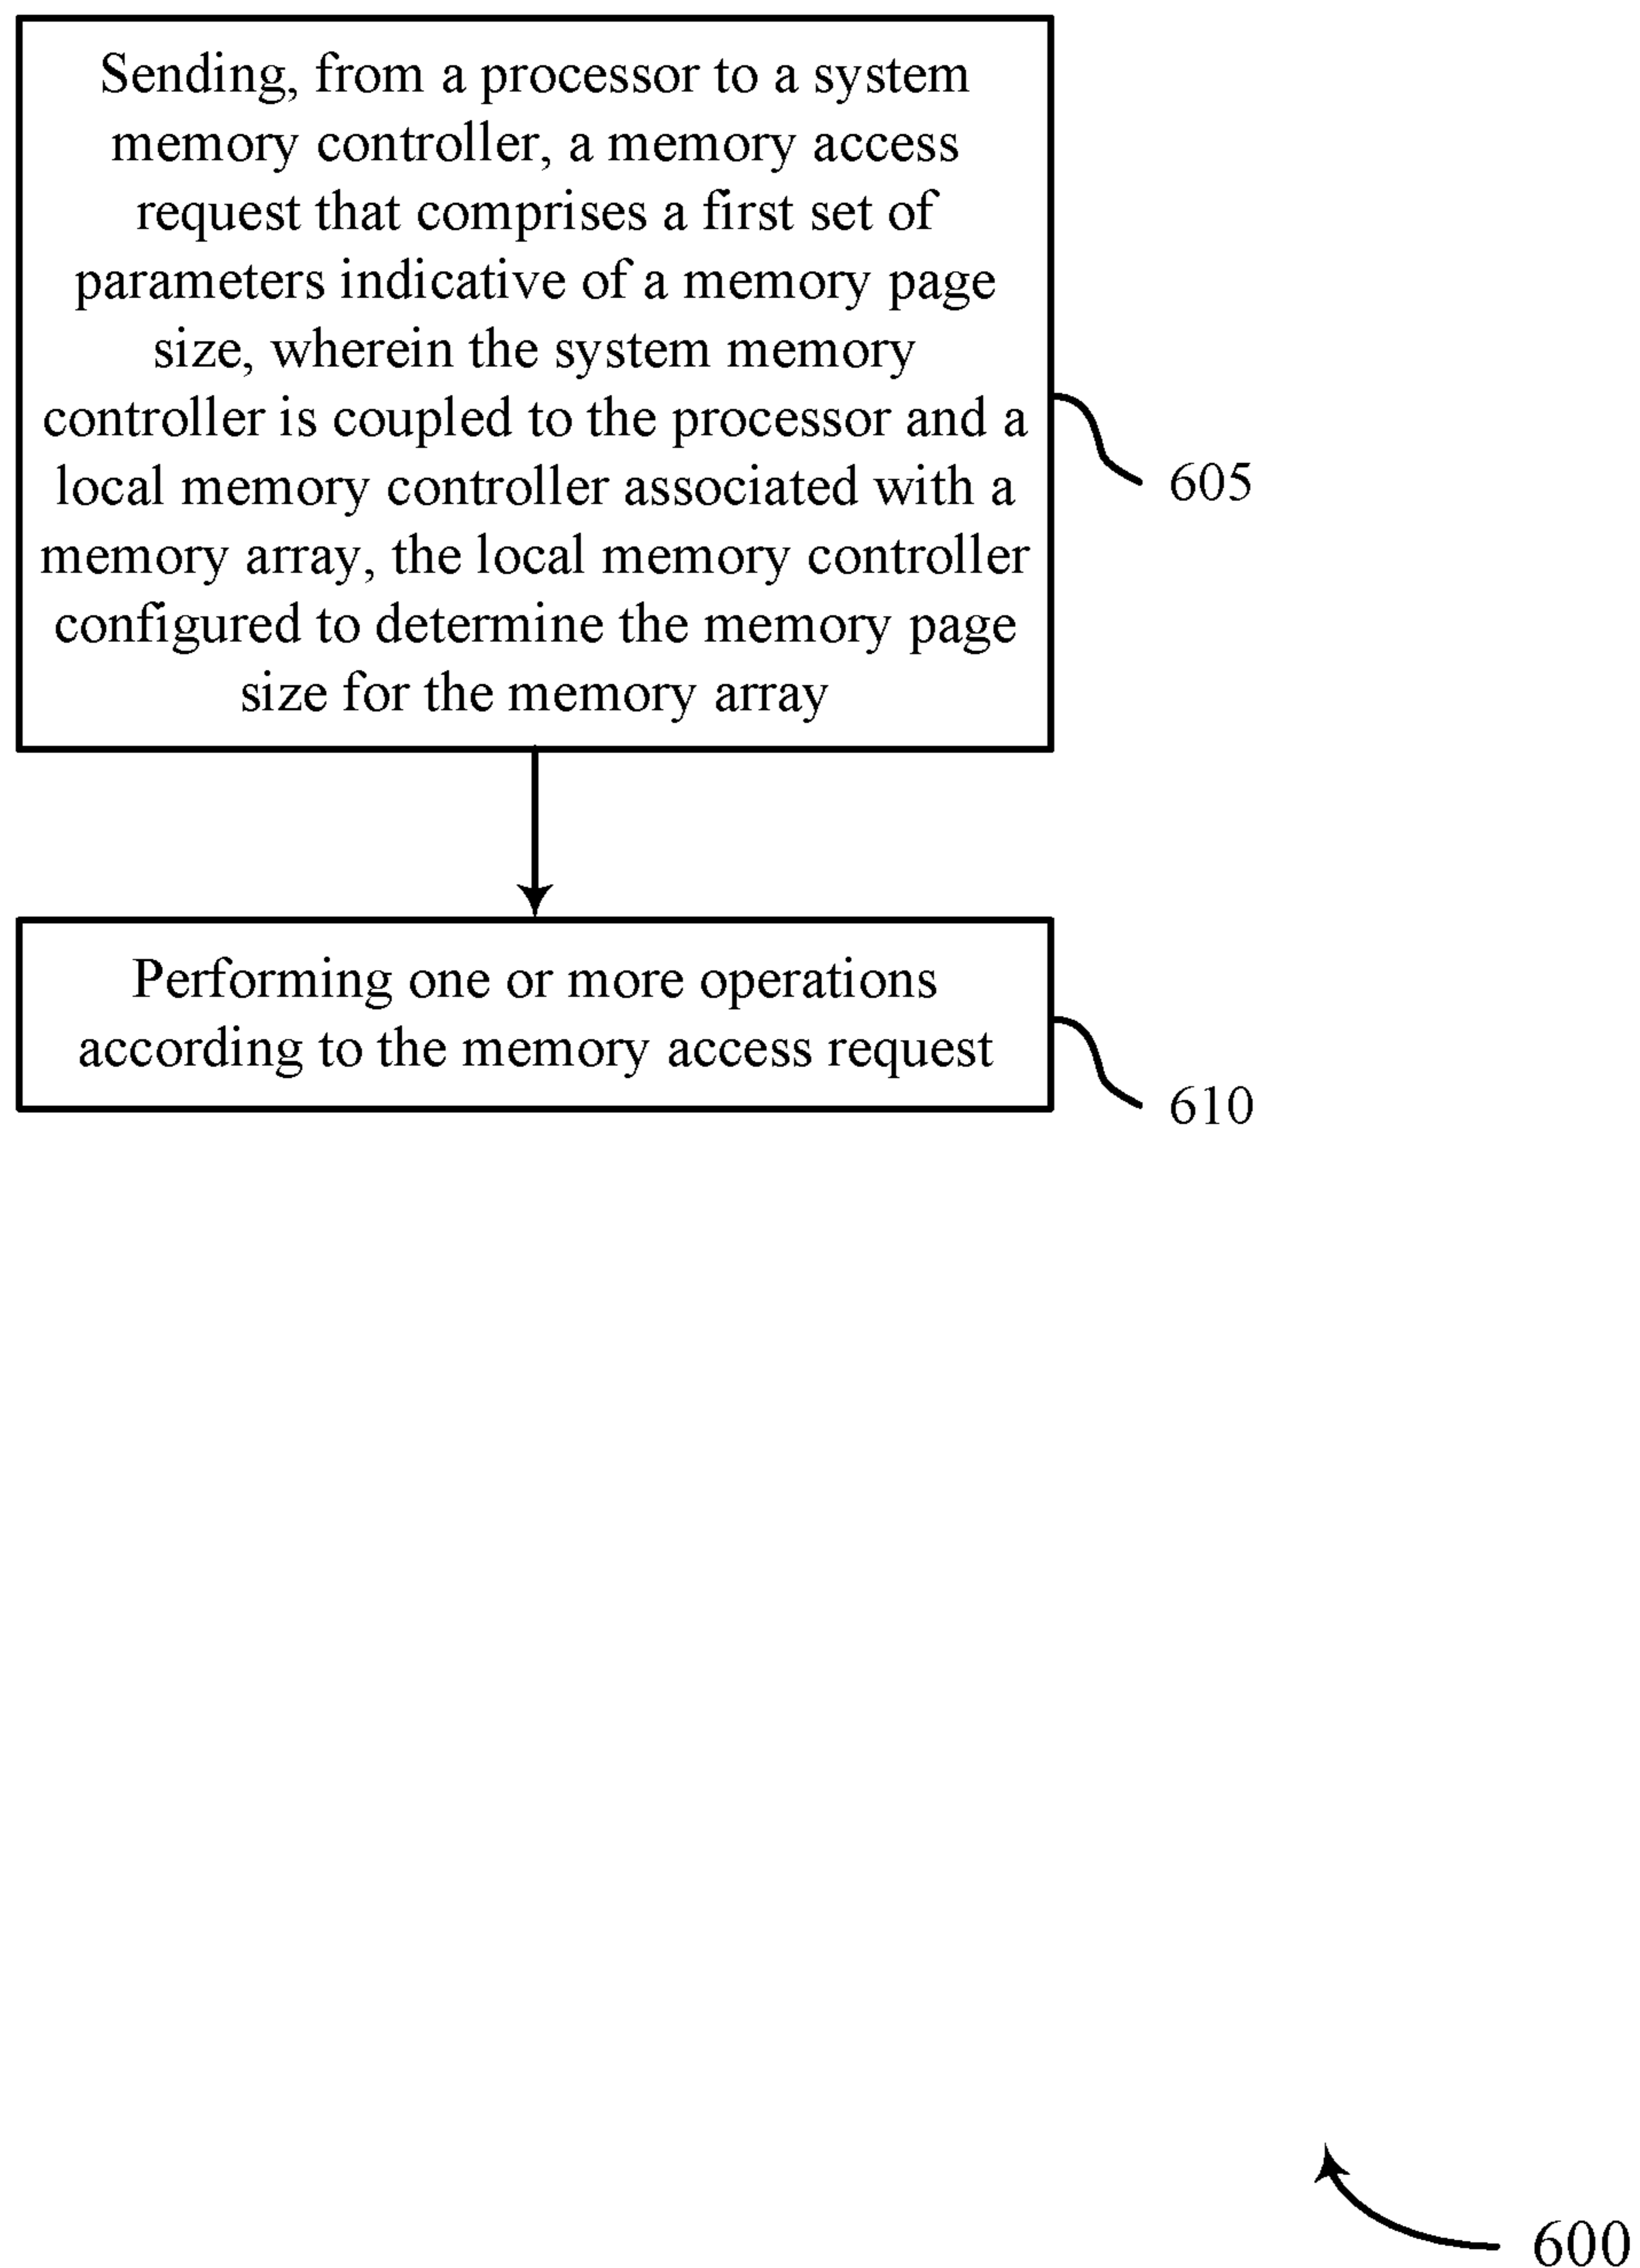 Sending, from a processor to a system
memory controller, a memory access
request that comprises a first set of
parameters indicative of a memory page
size, wherein the system memory
controller is coupled to the processor and a
local memory controller associated with a
memory array, the local memory controller
configured to determine the memory page
size for the memory array
605
Performing one or more operations
according to the memory access request
610
600